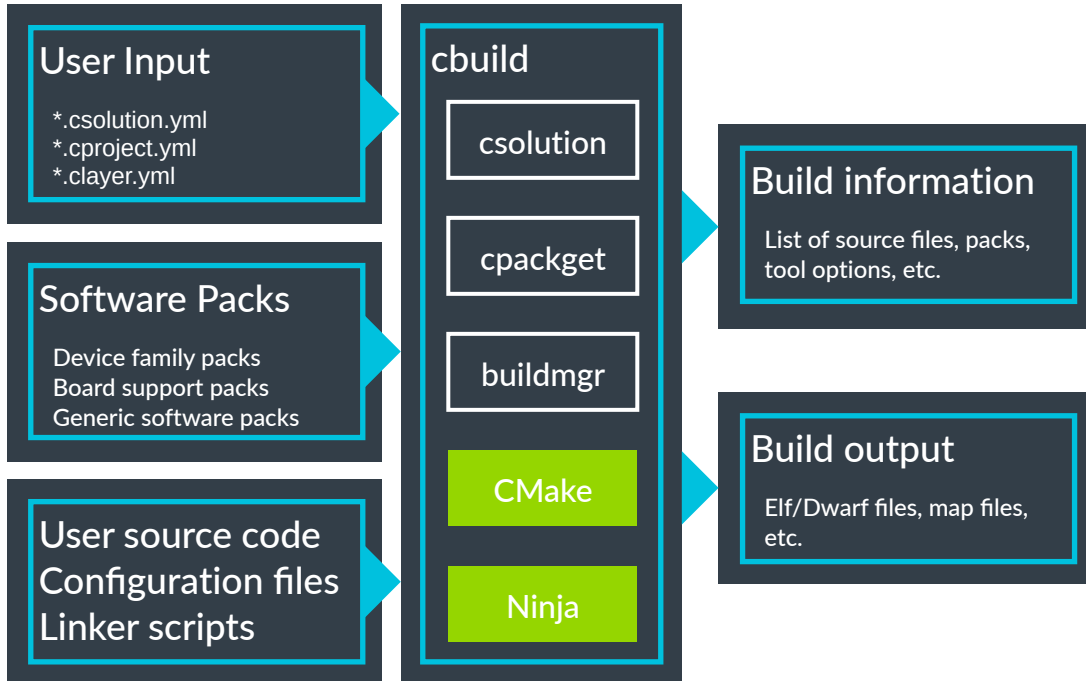 User Input
*.csolution.yml
*.cproject.yml
*.clayer.yml
Software Packs
Device family packs
Board support packs
Generic software packs
User source code
Configuration files
Linker scripts
cbuild
csolution
cpackget
buildmgr
CMake
Ninja
Build information
List of source files, packs,
tool options, etc.
Build output
Elf/Dwarf files, map files,
etc.